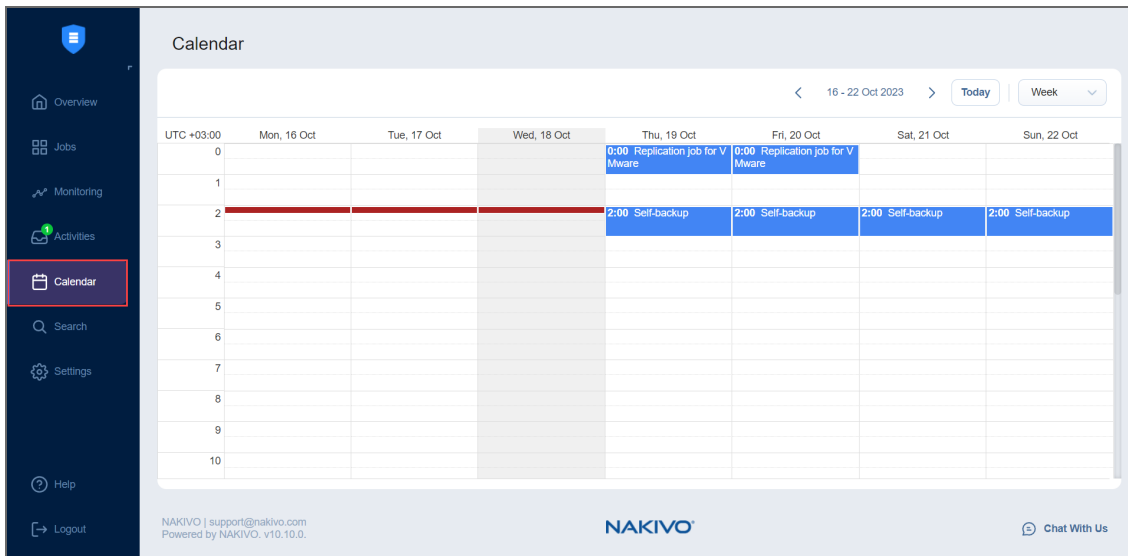 Calendar
Overview
Jobs
Monitoring
1
Activities
Calendar
Search
Settings
Help
Logout
16 - 22 Oct 2023
Today
Week
UTC +03:00 Mon, 16 Oct Tue, 17 Oct Wed, 18 Oct Thu, 19 Oct Fri, 20 Oct Sat, 21 Oct Sun, 22 Oct
0
0:00 Replication job for V
Mware
0:00 Replication job for V
Mware
1
2
2:00 Self-backup
2:00 Self-backup
2:00 Self-backup
2:00 Self-backup
3
4
5
6
7
8
9
10
NAKIVO | support@nakivo.com
Powered by NAKIVO. v10.10.0.
NAKIVO®
Chat With Us